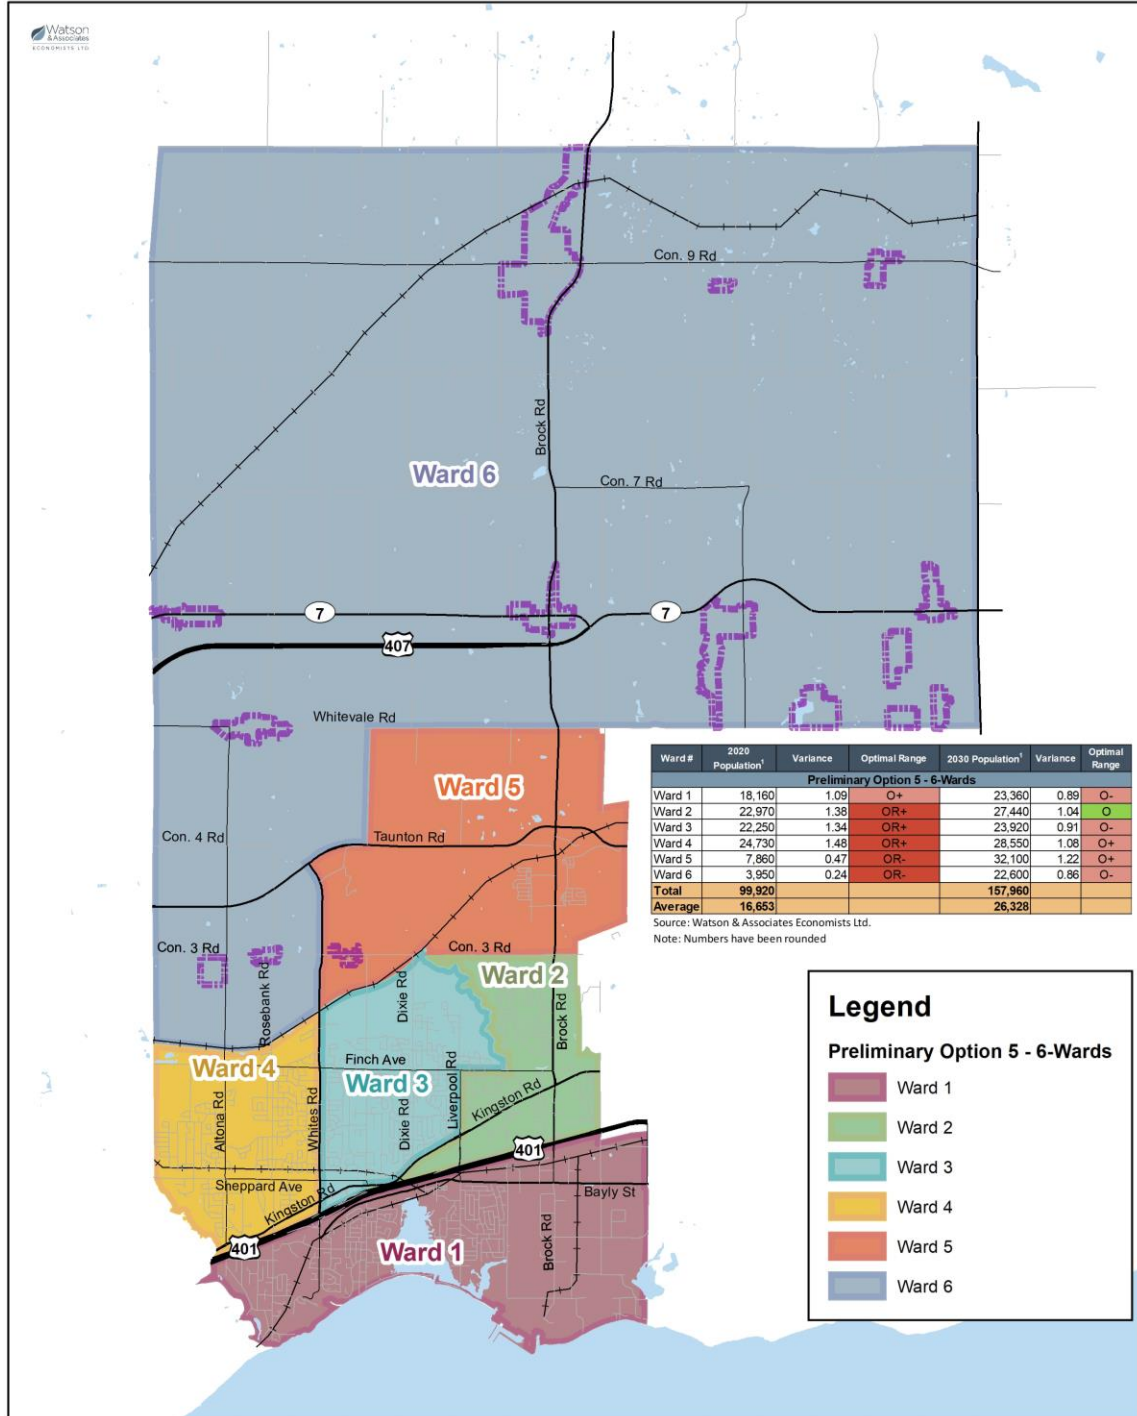 Watson
& Associates
ECONOMISTS LTD
Con. 9 Rd
Brock Rd
Ward 6
Con. 7 Rd
7
7
407
Whitevale Rd
Ward # 2020 Population¹ Variance Optimal Range 2030 Population¹ Variance Optimal Range
Preliminary Option 5 - 6-Wards
Ward 1 18,160 1.09 O+ 23,360 0.89 O-
Ward 2 22,970 1.38 OR+ 27,440 1.04 O
Ward 3 22,250 1.34 OR+ 23,920 0.91 O-
Ward 4 24,730 1.48 OR+ 28,550 1.08 O+
Ward 5 7,860 0.47 OR- 32,100 1.22 O+
Ward 6 3,950 0.24 OR- 22,600 0.86 O-
Total 99,920 157,960
Average 16,653 26,328
Source: Watson & Associates Economists Ltd.
Note: Numbers have been rounded
Ward 5
Con. 4 Rd
Taunton Rd
Con. 3 Rd
Con. 3 Rd
Rosebank Rd
Dixie Rd
Ward 2
Brock Rd
Finch Ave
Ward 4
Ward 3
Altona Rd
Whites Rd
Dixie Rd
Liverpool Rd
Kingston Rd
401
Sheppard Ave
Kingston Rd
Bayly St
401
Ward 1
Brock Rd
Legend
Preliminary Option 5 - 6-Wards
Ward 1
Ward 2
Ward 3
Ward 4
Ward 5
Ward 6